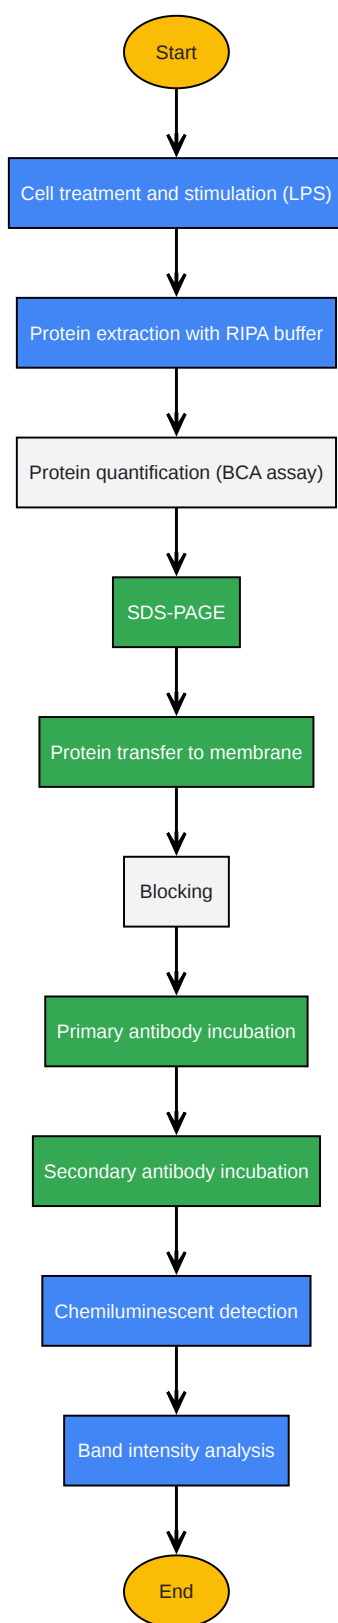 Start
Cell treatment and stimulation (LPS)
Protein extraction with RIPA buffer
Protein quantification (BCA assay)
SDS-PAGE
Protein transfer to membrane
Blocking
Primary antibody incubation
Secondary antibody incubation
Chemiluminescent detection
Band intensity analysis
End